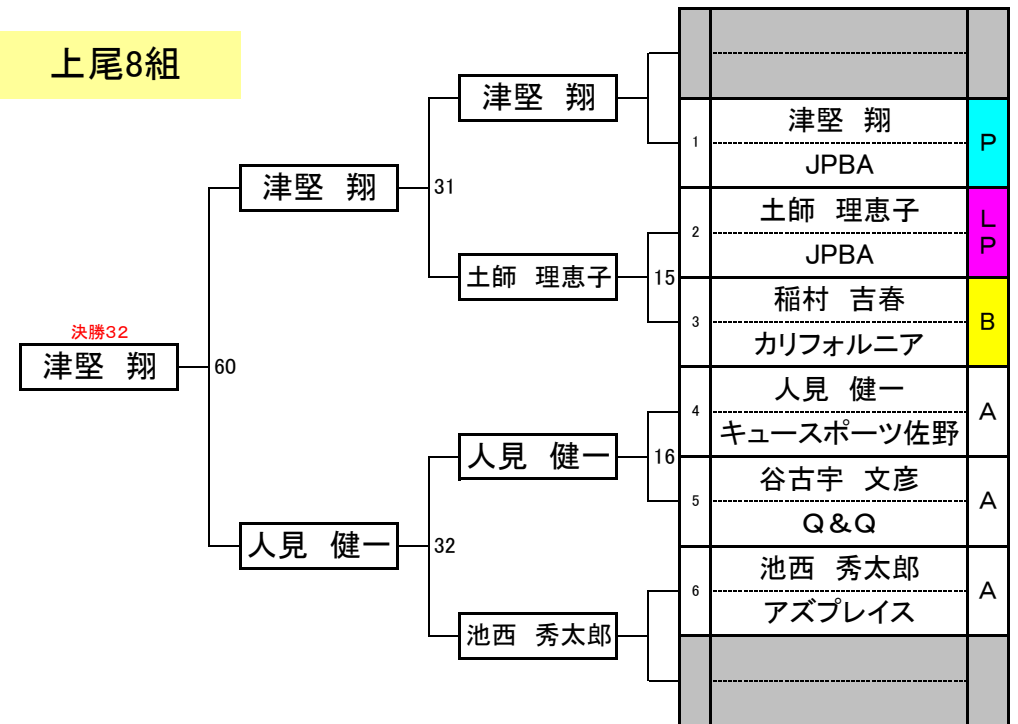 上尾8組
決勝32
津堅　翔
60
津堅　翔
人見　健一
31
32
津堅　翔
土師　理恵子
人見　健一
池西　秀太郎
15
16
1
津堅　翔
JPBA
P
2
土師　理恵子
JPBA
L
P
3
稲村　吉春
カリフォルニア
B
4
人見　健一
キュースポーツ佐野
A
5
谷古宇　文彦
Q＆Q
A
6
池西　秀太郎
アズプレイス
A